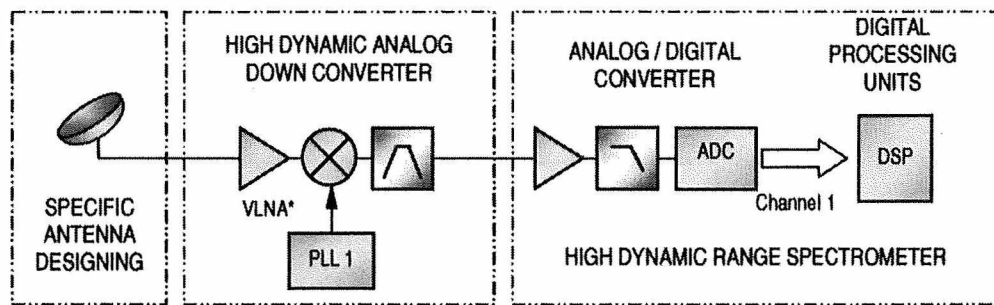 HIGH DYNAMIC ANALOG
DOWN CONVERTER
ANALOG / DIGITAL
CONVERTER
DIGITAL
PROCESSING
UNITS
VLNA*
PLL 1
ADC
Channel 1
DSP
SPECIFIC
ANTENNA
DESIGNING
HIGH DYNAMIC RANGE SPECTROMETER